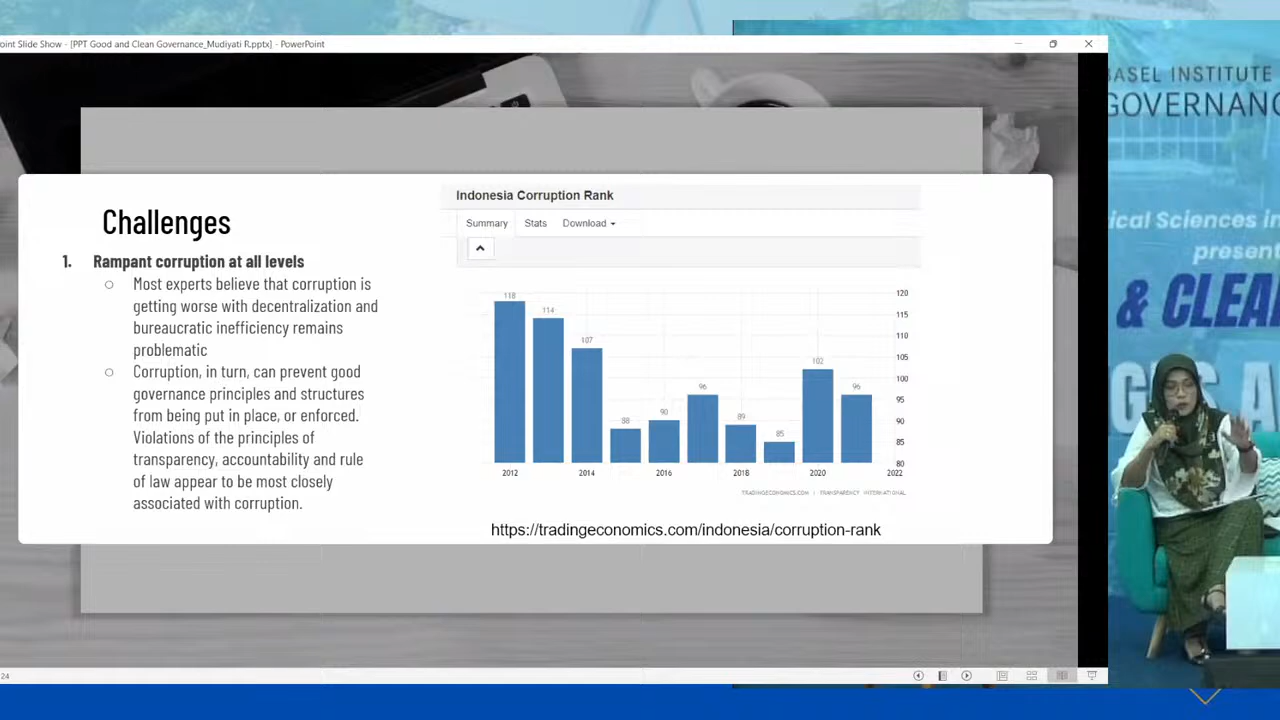 oint Slide Show - [PPT Good and Clean Governance_Mudiyati R.pptx] - PowerPoint
BASEL INSTITUTE
GOVERNANC
ical Sciences in
present
& CLEA
GS A
Challenges
1. Rampant corruption at all levels
Most experts believe that corruption is
getting worse with decentralization and
bureaucratic inefficiency remains
problematic
Corruption, in turn, can prevent good
governance principles and structures
from being put in place, or enforced.
Violations of the principles of
transparency, accountability and rule
of law appear to be most closely
associated with corruption.
Indonesia Corruption Rank
Summary Stats Download
118
114
107
88
90
96
89
85
102
96
120
115
110
105
100
95
90
85
80
2012 2014 2016 2018 2020 2022
TRADINGECONOMICS.COM | TRANSPARENCY INTERNATIONAL
https://tradingeconomics.com/indonesia/corruption-rank
24